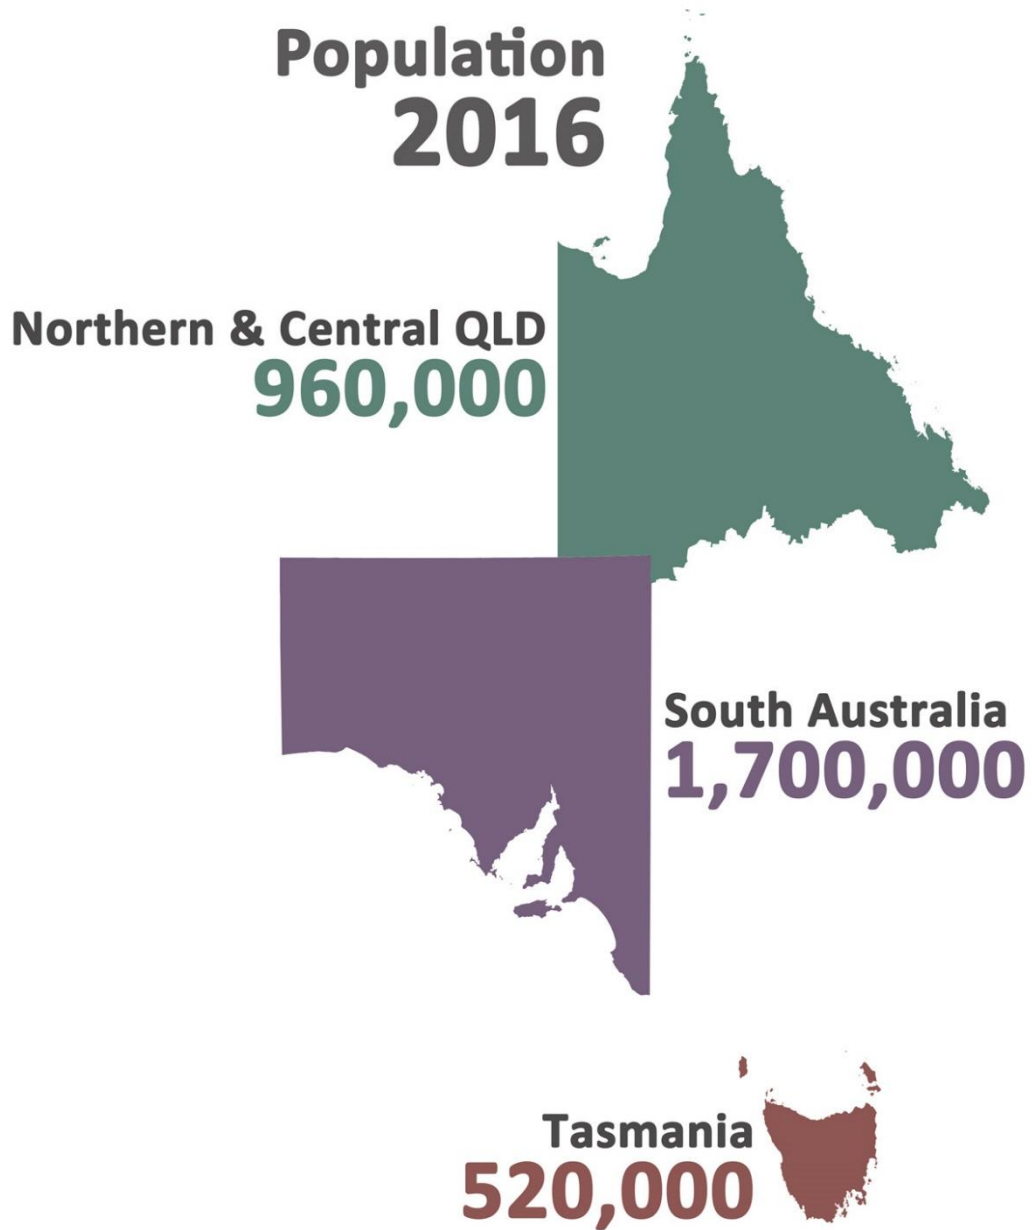 Population
2016
Northern & Central QLD
960,000
South Australia
1,700,000
Tasmania
520,000